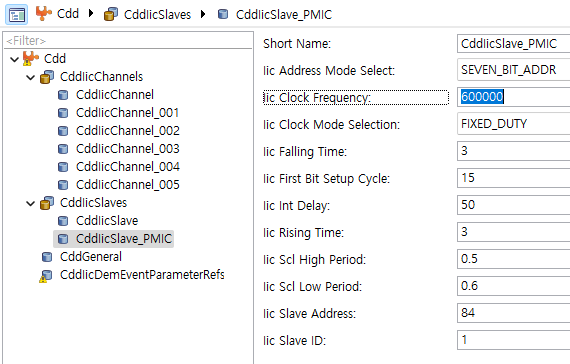 Cdd CddIicSlaves CddIicSlave_PMIC
<Filter>
Cdd
CddIicChannels
CddIicChannel
CddIicChannel_001
CddIicChannel_002
CddIicChannel_003
CddIicChannel_004
CddIicChannel_005
CddIicSlaves
CddIicSlave
CddIicSlave_PMIC
CddGeneral
CddIicDemEventParameterRefs
Short Name: CddIicSlave_PMIC
Iic Address Mode Select: SEVEN_BIT_ADDR
Iic Clock Frequency: 600000
Iic Clock Mode Selection: FIXED_DUTY
Iic Falling Time: 3
Iic First Bit Setup Cycle: 15
Iic Int Delay: 50
Iic Rising Time: 3
Iic Scl High Period: 0.5
Iic Scl Low Period: 0.6
Iic Slave Address: 84
Iic Slave ID: 1